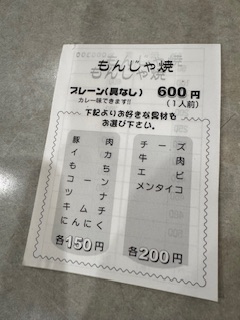 もんじゃ焼
プレーン(具なし) 600円
カレー味できます!! (1人前)
下記よりお好きな具材も
お選び下さい。
豚肉
イカ
もち
コーン
ツナ
キムチ
にんにく
各150円
チーズ
牛肉
エビ
メンタイコ
各200円